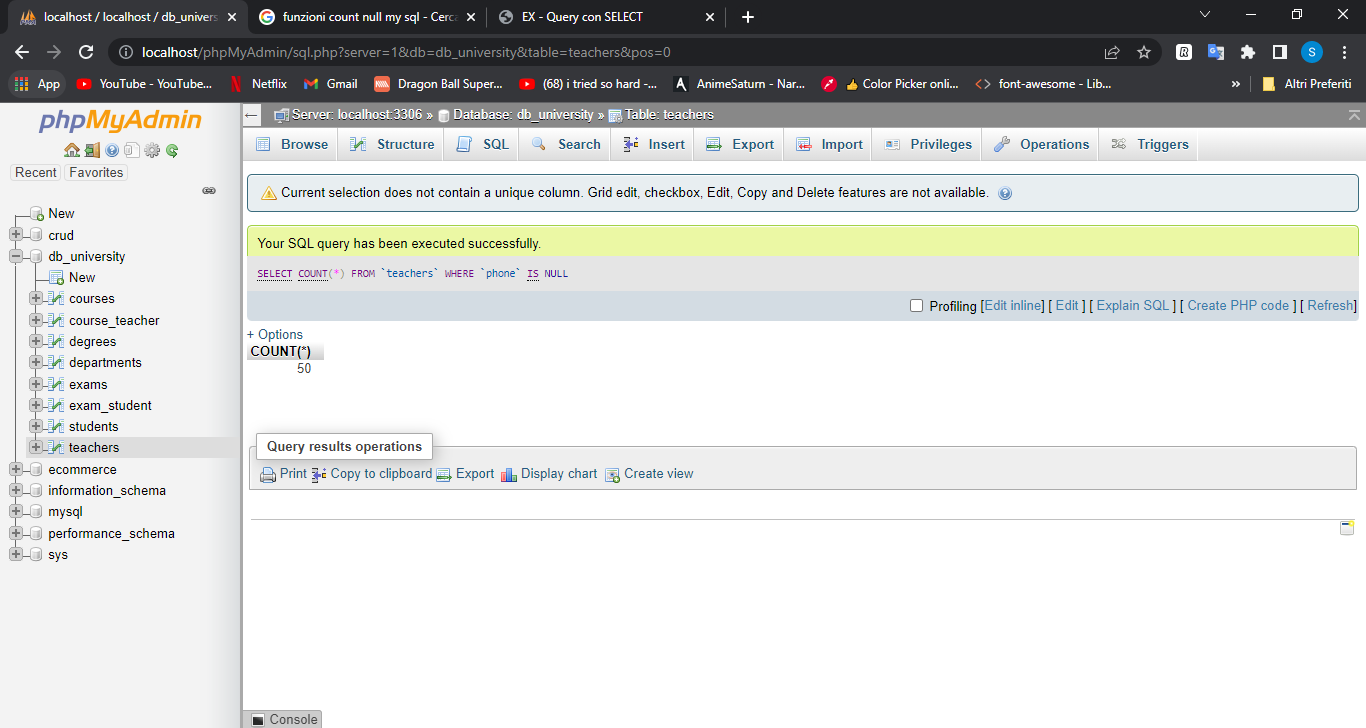 localhost / localhost / db_univers
funzioni count null my sql - Cerca
EX - Query con SELECT
localhost/phpMyAdmin/sql.php?server=1&db=db_university&table=teachers&pos=0
S
App
YouTube - YouTube...
Netflix
Gmail
Dragon Ball Super...
(68) i tried so hard -...
AnimeSaturn - Nar...
Color Picker onli...
font-awesome - Lib...
»
Altri Preferiti
phpMyAdmin
Recent Favorites
New
crud
db_university
New
courses
course_teacher
degrees
departments
exams
exam_student
students
teachers
ecommerce
information_schema
mysql
performance_schema
sys
Server: localhost:3306 » Database: db_university » Table: teachers
Browse Structure SQL Search Insert Export Import Privileges Operations Triggers
Current selection does not contain a unique column. Grid edit, checkbox, Edit, Copy and Delete features are not available.
Your SQL query has been executed successfully.
SELECT COUNT(*) FROM `teachers` WHERE `phone` IS NULL
Profiling [Edit inline] [ Edit ] [ Explain SQL ] [ Create PHP code ] [ Refresh]
+ Options
COUNT(*)
50
Query results operations
Print Copy to clipboard Export Display chart Create view
Console